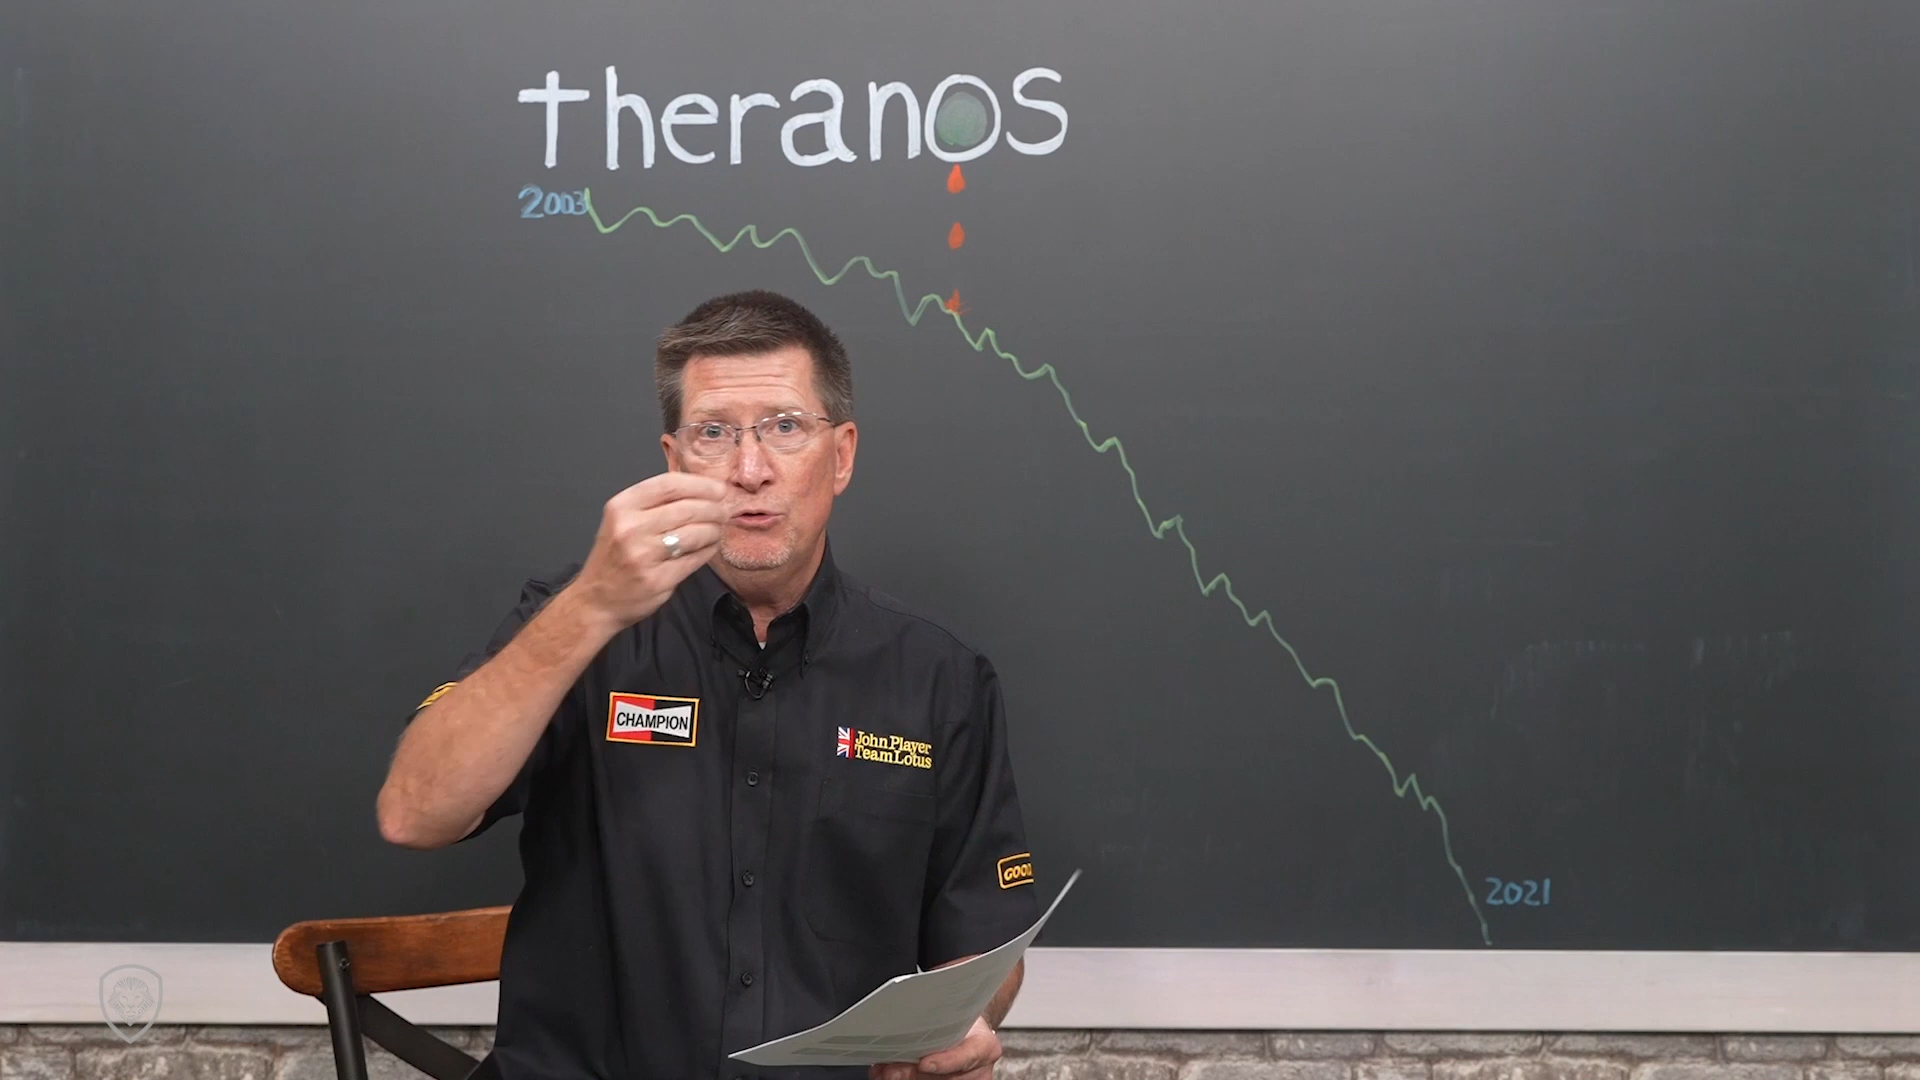 theranos
2003
CHAMPION
John Player
Team Lotus
GOOD
2021